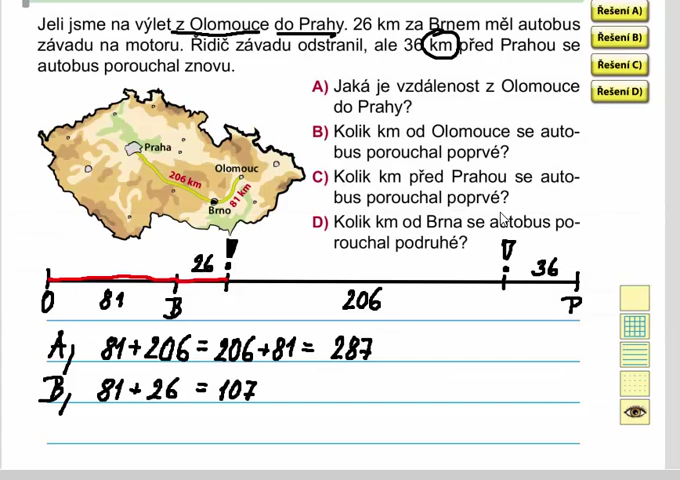 Jeli jsme na výlet z Olomouce do Prahy. 26 km za Brnem měl autobus
závadu na motoru. Řidič závadu odstranil, ale 36 km před Prahou se
autobus porouchal znovu.
Řešení A)
Řešení B)
Řešení C)
Řešení D)
A) Jaká je vzdálenost z Olomouce
do Prahy?
B) Kolik km od Olomouce se auto-
bus porouchal poprvé?
C) Kolik km před Prahou se auto-
bus porouchal poprvé?
D) Kolik km od Brna se autobus po-
rouchal podruhé?
Praha
Olomouc
206 km
81 km
Brno
26 ! ! 36
O 81 B 206 P
A) 81+206 = 206+81 = 287
B) 81+26 = 107